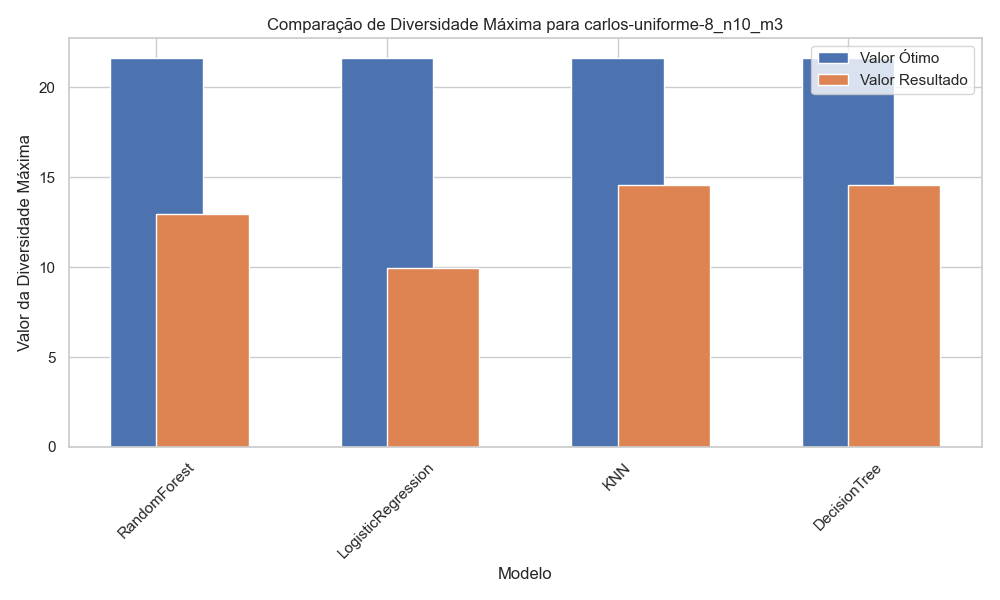 Comparação de Diversidade Máxima para carlos-uniforme-8_n10_m3
Valor Ótimo
Valor Resultado
Valor da Diversidade Máxima
20
15
10
5
0
RandomForest
LogisticRegression
KNN
DecisionTree
Modelo